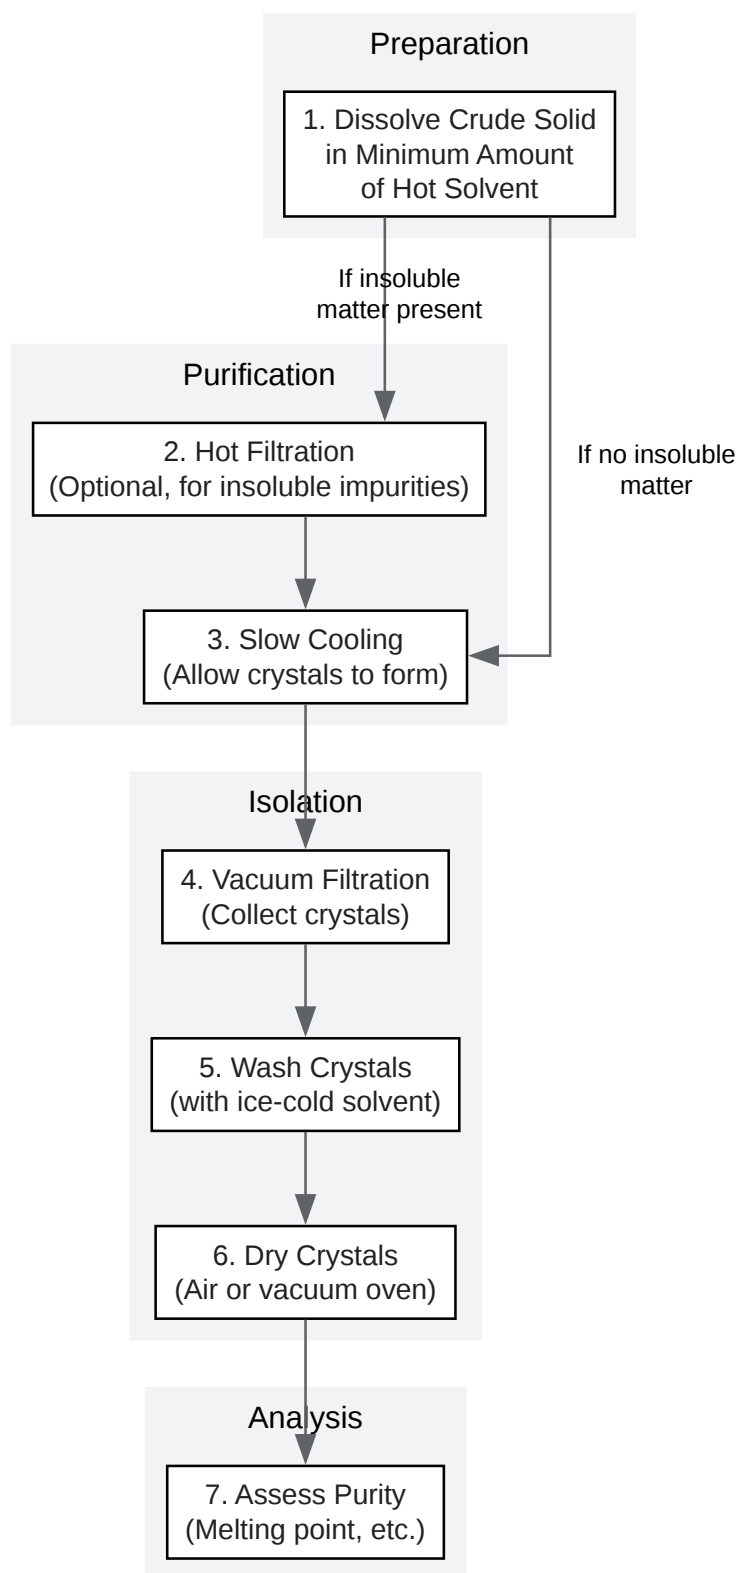 Preparation
1. Dissolve Crude Solid
in Minimum Amount
of Hot Solvent
If insoluble
matter present
Purification
2. Hot Filtration
(Optional, for insoluble impurities)
If no insoluble
matter
3. Slow Cooling
(Allow crystals to form)
Isolation
4. Vacuum Filtration
(Collect crystals)
5. Wash Crystals
(with ice-cold solvent)
6. Dry Crystals
(Air or vacuum oven)
Analysis
7. Assess Purity
(Melting point, etc.)